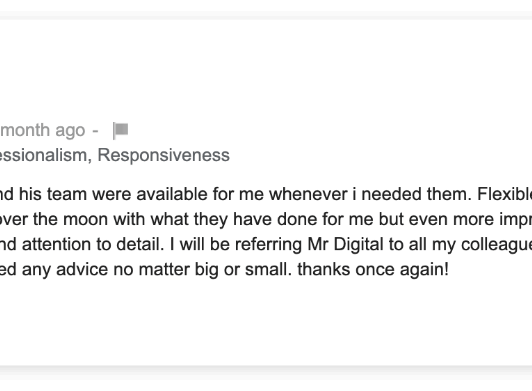 month ago -
essionalism, Responsiveness
nd his team were available for me whenever i needed them. Flexible
over the moon with what they have done for me but even more impr
nd attention to detail. I will be referring Mr Digital to all my colleague
ed any advice no matter big or small. thanks once again!